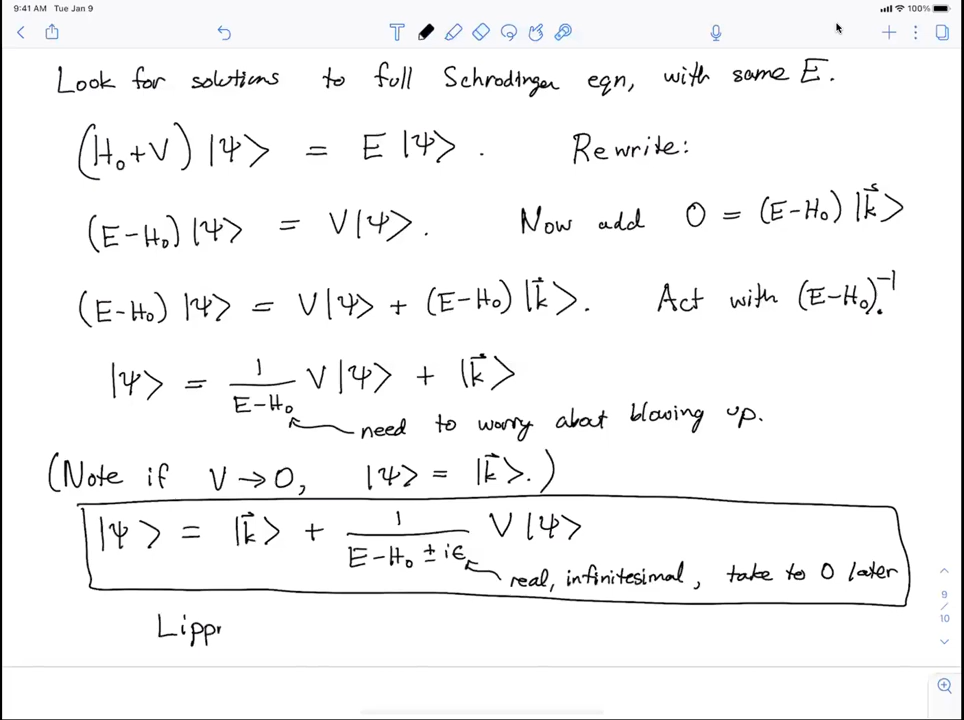 9:41 AM Tue Jan 9 100%
Look for solutions to full Schrodinger eqn, with same E.
(H₀+V) |Ψ⟩ = E |Ψ⟩. Rewrite:
(E−H₀) |Ψ⟩ = V|Ψ⟩. Now add 0 = (E−H₀) |k⃗⟩
(E−H₀) |Ψ⟩ = V|Ψ⟩ + (E−H₀) |k⃗⟩. Act with (E−H₀)⁻¹.
|Ψ⟩ = 1/(E−H₀) V|Ψ⟩ + |k⃗⟩
need to worry about blowing up.
(Note if V → 0, |Ψ⟩ = |k⃗⟩.)
|Ψ⟩ = |k⃗⟩ + 1/(E−H₀ ± iϵ) V|Ψ⟩
real, infinitesimal, take to 0 later
Lippr
9
/
10